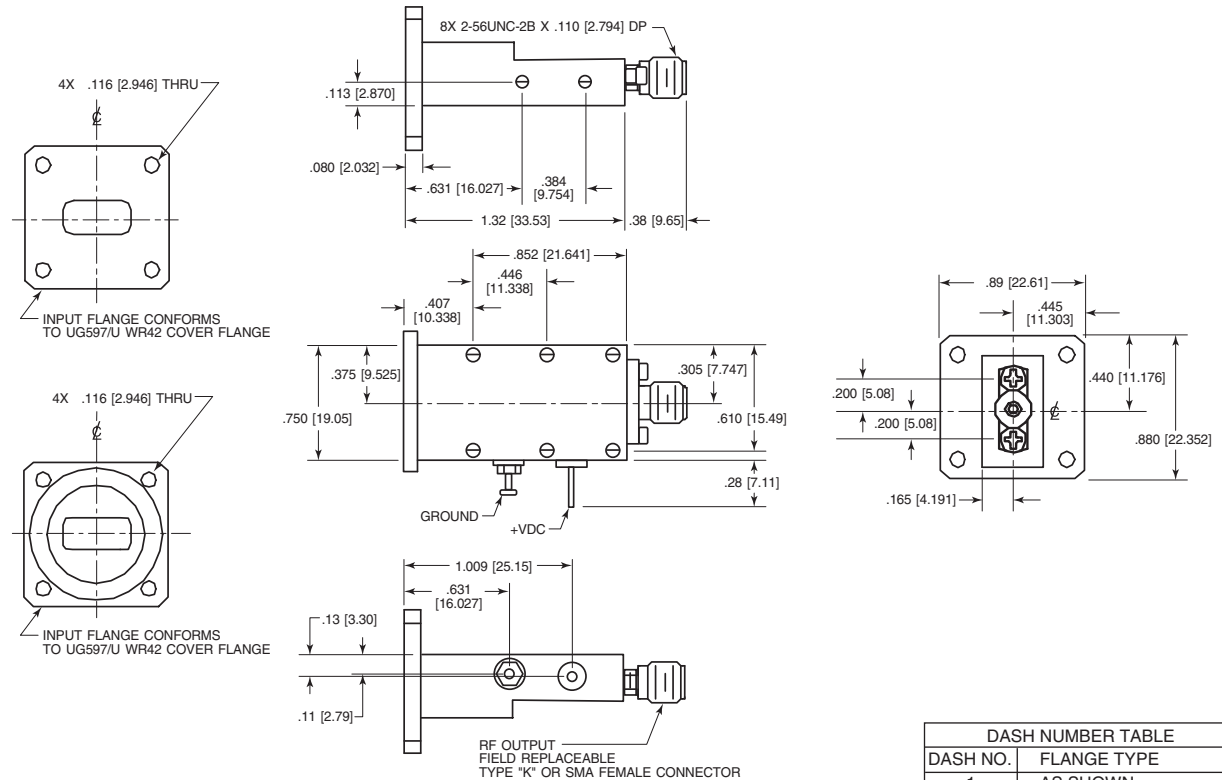 8X 2-56UNC-2B X .110 [2.794] DP
4X .116 [2.946] THRU
℄
.113 [2.870]
.080 [2.032]
.631 [16.027]
.384
[9.754]
1.32 [33.53]
.38 [9.65]
INPUT FLANGE CONFORMS
TO UG597/U WR42 COVER FLANGE
.852 [21.641]
.446
[11.338]
.407
[10.338]
.375 [9.525]
.305 [7.747]
.750 [19.05]
.610 [15.49]
.28 [7.11]
GROUND
+VDC
.89 [22.61]
.445
[11.303]
.440 [11.176]
.200 [5.08]
℄
.200 [5.08]
.880 [22.352]
.165 [4.191]
4X .116 [2.946] THRU
℄
INPUT FLANGE CONFORMS
TO UG597/U WR42 COVER FLANGE
1.009 [25.15]
.631
[16.027]
.13 [3.30]
.11 [2.79]
RF OUTPUT
FIELD REPLACEABLE
TYPE "K" OR SMA FEMALE CONNECTOR
DASH NUMBER TABLE
DASH NO. FLANGE TYPE